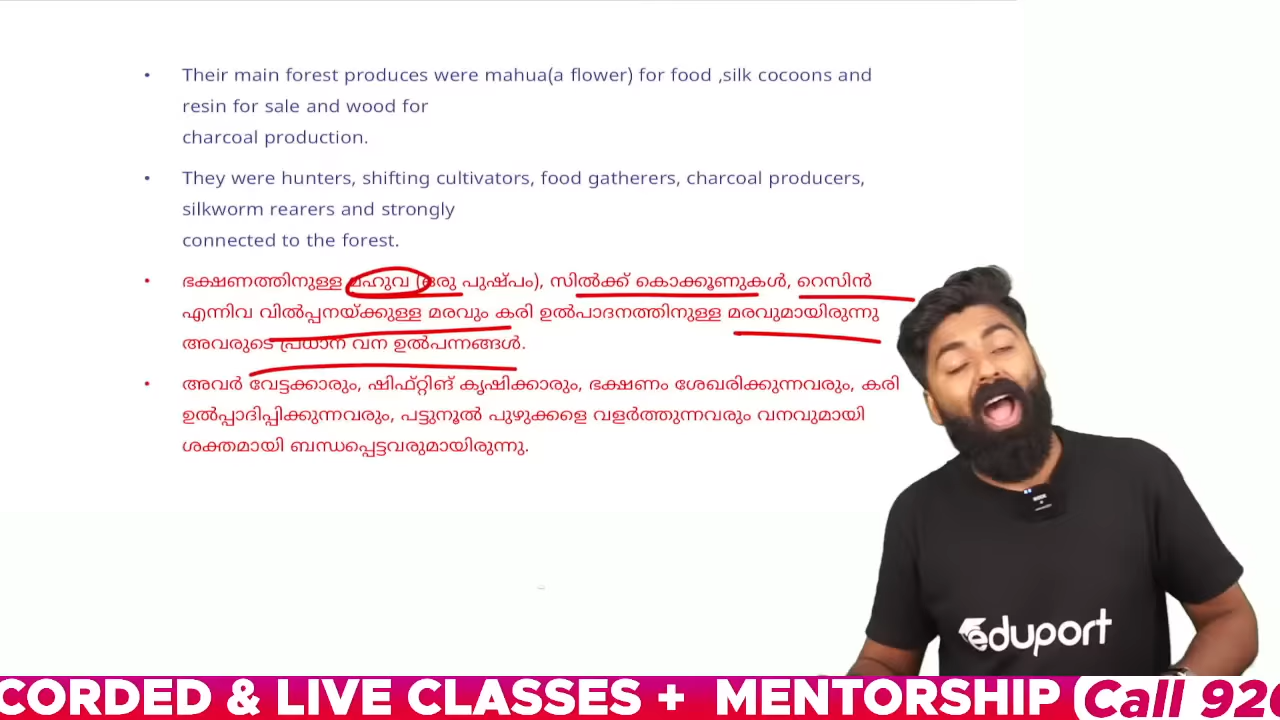 Their main forest produces were mahua(a flower) for food ,silk cocoons and
resin for sale and wood for
charcoal production.
They were hunters, shifting cultivators, food gatherers, charcoal producers,
silkworm rearers and strongly
connected to the forest.
ഭക്ഷണത്തിനുള്ള മഹുവ (ഒരു പുഷ്പം), സിൽക്ക് കൊക്കൂണുകൾ, റെസിൻ
എന്നിവ വിൽപ്പനയ്ക്കുള്ള മരവും കരി ഉൽപാദനത്തിനുള്ള മരവുമായിരുന്നു
അവരുടെ പ്രധാന വന ഉൽപന്നങ്ങൾ.
അവർ വേട്ടക്കാരും, ഷിഫ്റ്റിങ് കൃഷിക്കാരും, ഭക്ഷണം ശേഖരിക്കുന്നവരും, കരി
ഉൽപ്പാദിപ്പിക്കുന്നവരും, പട്ടുനൂൽ പുഴുക്കളെ വളർത്തുന്നവരും വനവുമായി
ശക്തമായി ബന്ധപ്പെട്ടവരുമായിരുന്നു.
eduport
CORDED & LIVE CLASSES + MENTORSHIP (Call 920